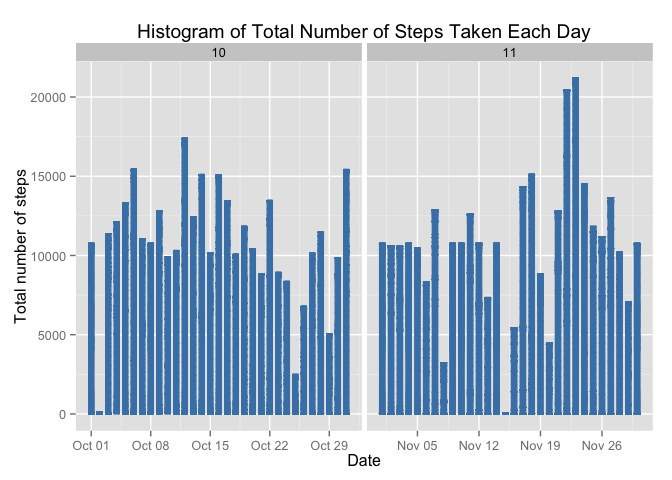 Histogram of Total Number of Steps Taken Each Day
10 11
Total number of steps
20000
15000
10000
5000
0
Oct 01 Oct 08 Oct 15 Oct 22 Oct 29 Nov 05 Nov 12 Nov 19 Nov 26
Date